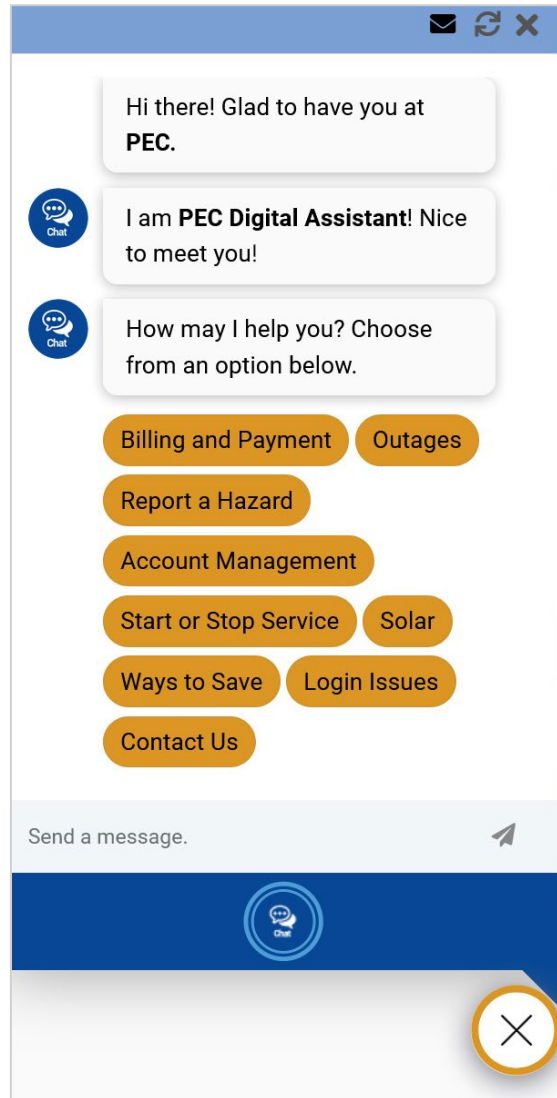 Hi there! Glad to have you at
PEC.
Chat
I am PEC Digital Assistant! Nice
to meet you!
Chat
How may I help you? Choose
from an option below.
Billing and Payment
Outages
Report a Hazard
Account Management
Start or Stop Service
Solar
Ways to Save
Login Issues
Contact Us
Send a message.
Chat